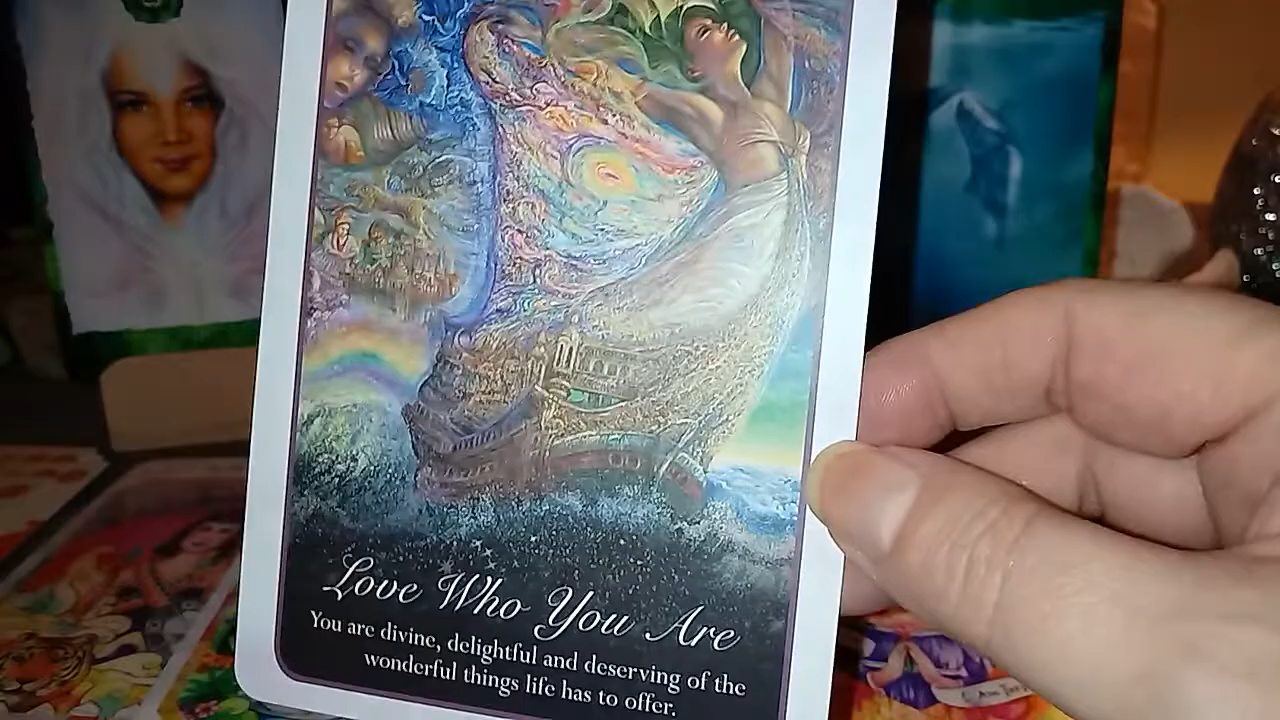 Love Who You Are
You are divine, delightful and deserving of the
wonderful things life has to offer.